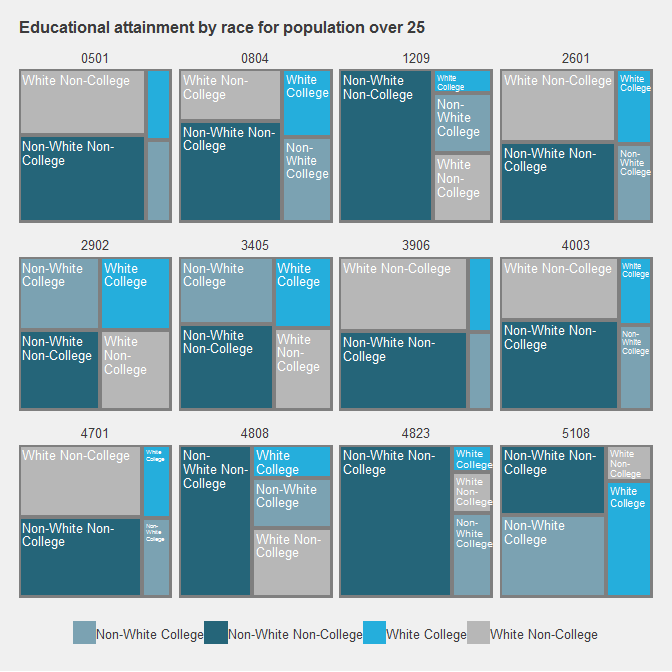 Educational attainment by race for population over 25
0501
0804
1209
2601
White Non-College
Non-White Non-
College
White Non-
College
White
College
Non-White Non-
College
Non-
White
College
Non-White
Non-College
White
College
Non-
White
College
White
Non-
College
White Non-College
White
College
Non-White Non-
College
Non-
White
College
2902
3405
3906
4003
Non-White
College
White
College
Non-White
Non-College
White
Non-
College
Non-White
College
White
College
Non-White
Non-College
White
Non-
College
White Non-College
Non-White Non-
College
White Non-College
White
College
Non-White Non-
College
Non-
White
College
4701
4808
4823
5108
White Non-College
White
College
Non-White Non-
College
Non-
White
College
Non-
White Non-
College
White
College
Non-White
College
White Non-
College
Non-White Non-
College
White
College
White
Non-
College
Non-
White
College
Non-White Non-
College
White
Non-
College
Non-White
College
White
College
Non-White College
Non-White Non-College
White College
White Non-College